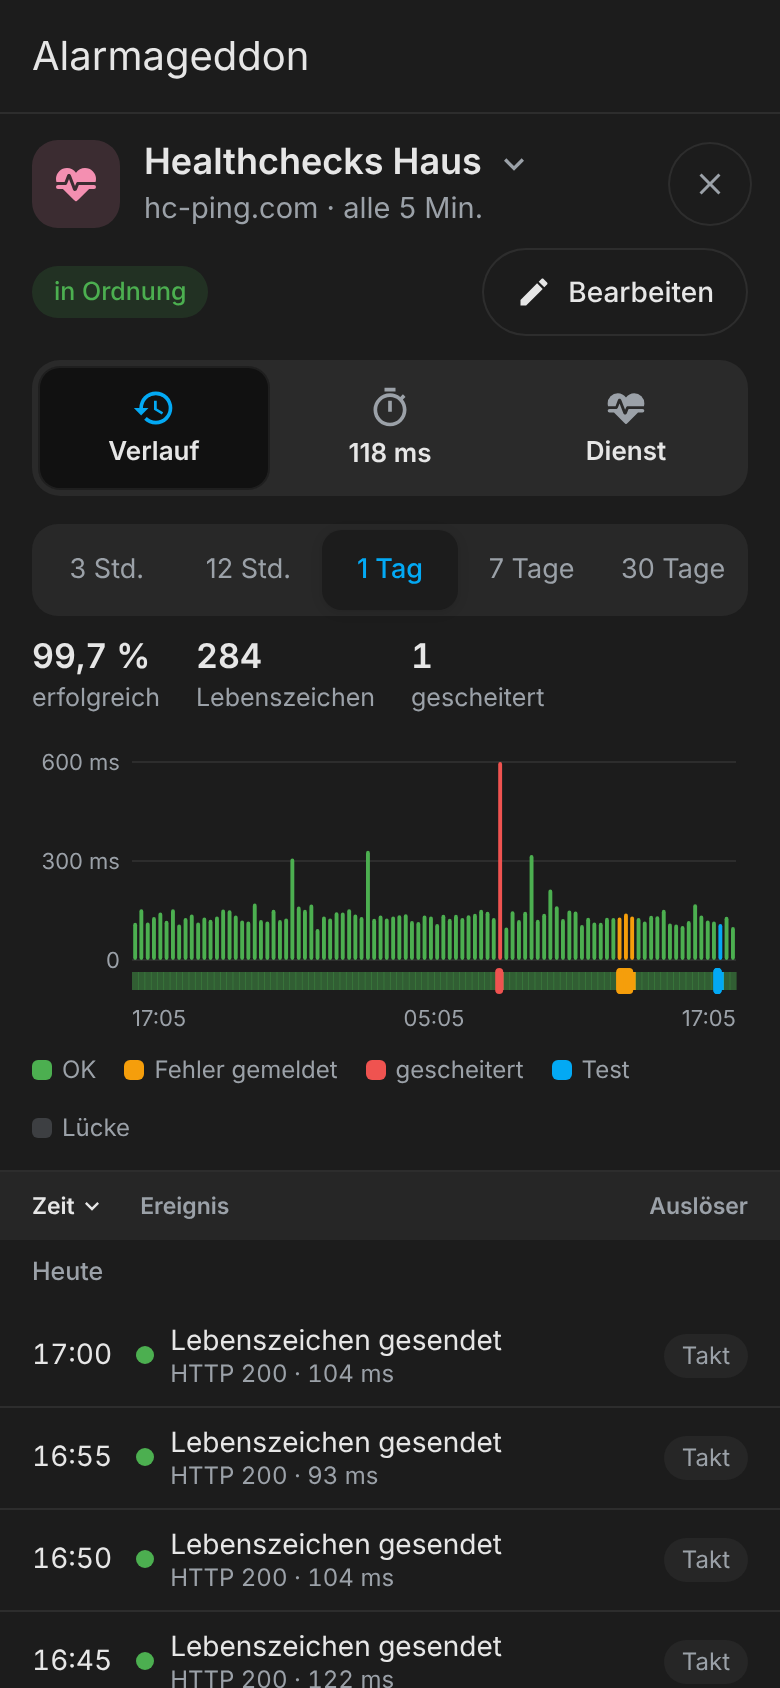 Alarmageddon
Healthchecks Haus
hc-ping.com · alle 5 Min.
in Ordnung
Bearbeiten
Verlauf
118 ms
Dienst
3 Std.
12 Std.
1 Tag
7 Tage
30 Tage
99,7 %
284
1
erfolgreich
Lebenszeichen
gescheitert
600 ms
300 ms
0
17:05
05:05
17:05
OK
Fehler gemeldet
gescheitert
Test
Lücke
Zeit
Ereignis
Auslöser
Heute
17:00
Lebenszeichen gesendet
HTTP 200 · 104 ms
Takt
16:55
Lebenszeichen gesendet
HTTP 200 · 93 ms
Takt
16:50
Lebenszeichen gesendet
HTTP 200 · 104 ms
Takt
16:45
Lebenszeichen gesendet
HTTP 200 · 122 ms
Takt